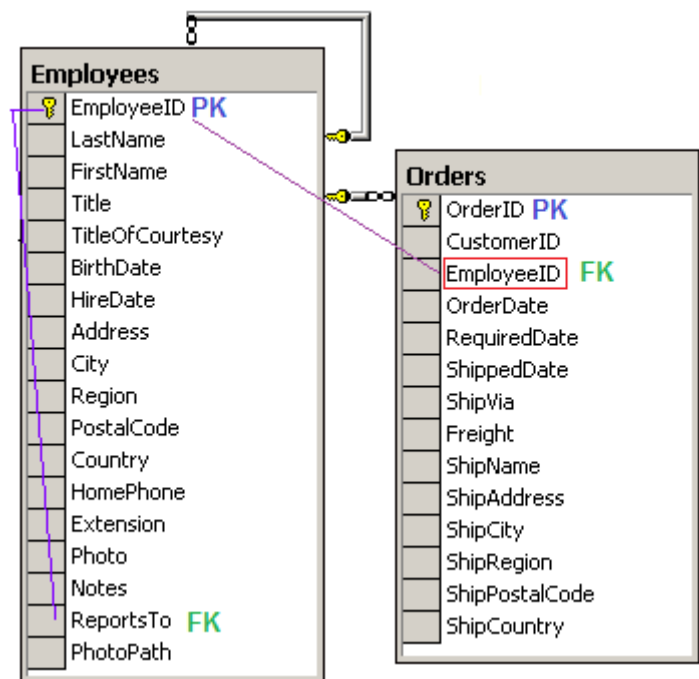 Employees
EmployeeID PK
LastName
FirstName
Title
TitleOfCourtesy
BirthDate
HireDate
Address
City
Region
PostalCode
Country
HomePhone
Extension
Photo
Notes
ReportsTo FK
PhotoPath
Orders
OrderID PK
CustomerID
EmployeeID FK
OrderDate
RequiredDate
ShippedDate
ShipVia
Freight
ShipName
ShipAddress
ShipCity
ShipRegion
ShipPostalCode
ShipCountry